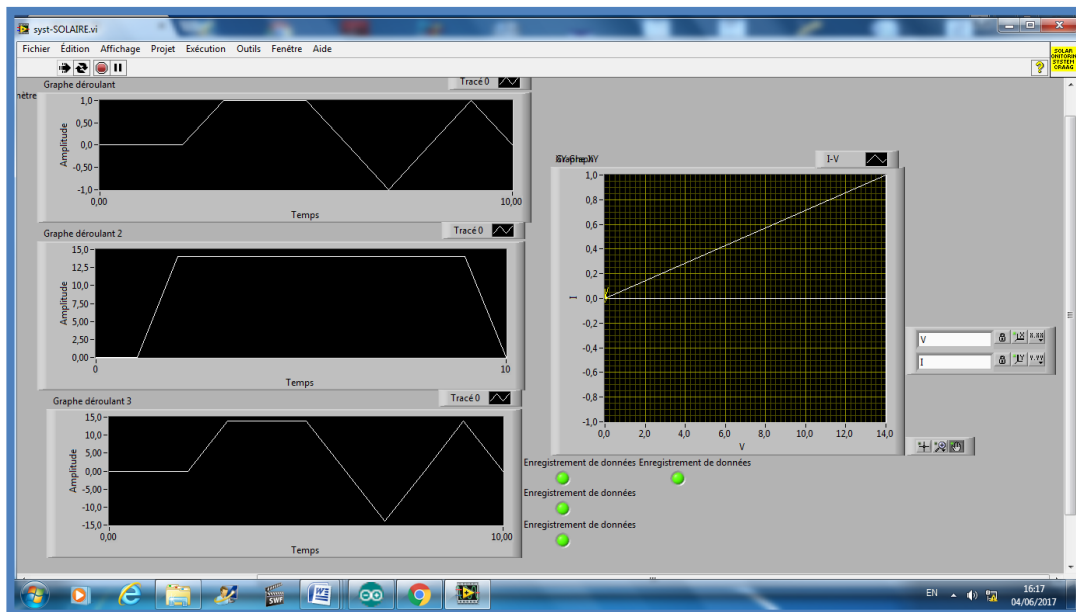 syst-SOLAIRE.vi
Fichier Édition Affichage Projet Exécution Outils Fenêtre Aide
SOLAR
SYSTEM
Graphe déroulant
Tracé 0
1,0
0,50
0,0
-0,50
-1,0
Amplitude
0,00 10,00
Temps
Graphe déroulant 2
Tracé 0
15,0
12,5
10,0
7,50
5,00
2,50
0,00
Amplitude
0 10
Temps
Graphe déroulant 3
Tracé 0
15,0
10,0
5,00
0,00
-5,00
-10,0
-15,0
Amplitude
0,00 10,00
Temps
I-V
1,0
0,8
0,6
0,4
0,2
0,0
-0,2
-0,4
-0,6
-0,8
-1,0
I
0,0 2,0 4,0 6,0 8,0 10,0 12,0 14,0
V
V
I
Enregistrement de données Enregistrement de données
Enregistrement de données
Enregistrement de données
SWF
EN
16:17
04/06/2017